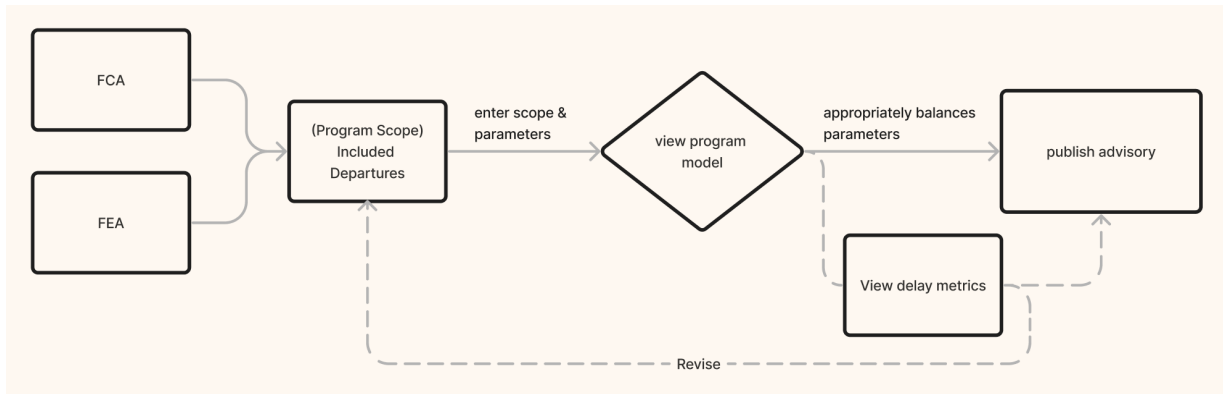 FCA
FEA
(Program Scope)
Included
Departures
enter scope &
parameters
view program
model
appropriately balances
parameters
publish advisory
View delay metrics
Revise